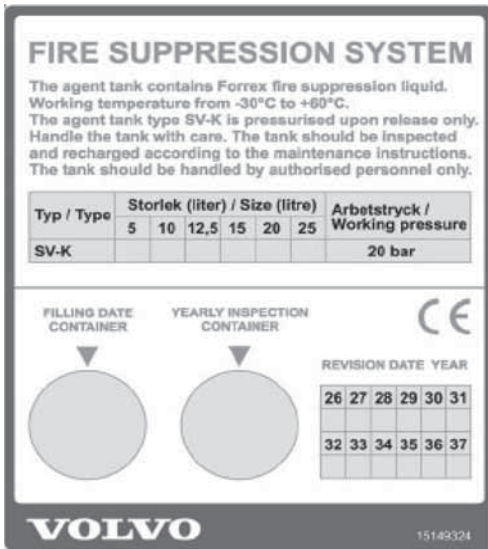 FIRE SUPPRESSION SYSTEM
The agent tank contains Forrex fire suppression liquid.
Working temperature from -30°C to +60°C.
The agent tank type SV-K is pressurised upon release only.
Handle the tank with care. The tank should be inspected
and recharged according to the maintenance instructions.
The tank should be handled by authorised personnel only.
Typ / Type
Storlek (liter) / Size (litre)
5 10 12,5 15 20 25
Arbetstryck /
Working pressure
SV-K
20 bar
FILLING DATE
CONTAINER
YEARLY INSPECTION
CONTAINER
CE
REVISION DATE YEAR
26 27 28 29 30 31
32 33 34 35 36 37
VOLVO
15149324